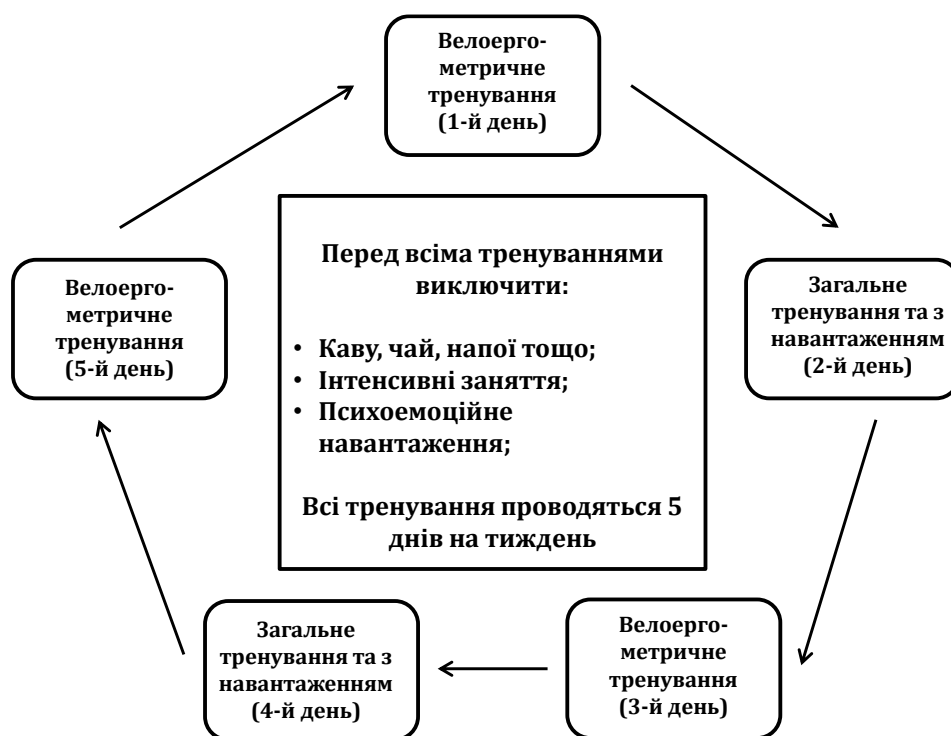 Велоерго-
метричне
тренування
(1-й день)
Загальне
тренування та з
навантаженням
(2-й день)
Велоерго-
метричне
тренування
(3-й день)
Загальне
тренування та з
навантаженням
(4-й день)
Велоерго-
метричне
тренування
(5-й день)
Перед всіма тренуваннями
виключити:
• Каву, чай, напої тощо;
• Інтенсивні заняття;
• Психоемоційне
навантаження;
Всі тренування проводяться 5
днів на тиждень